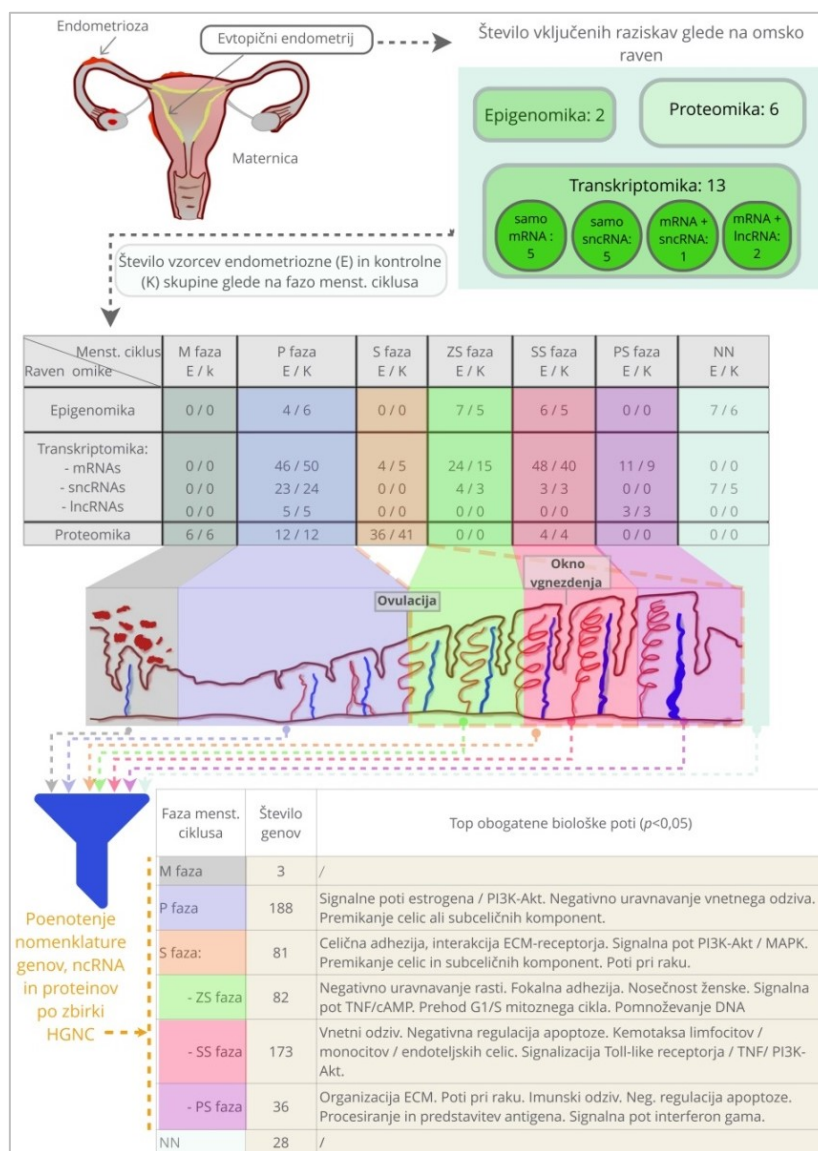 Endometrioza
Evtopični endometrij
Maternica
Število vključenih raziskav glede na omsko
raven
Epigenomika: 2
Proteomika: 6
Transkriptomika: 13
samo
mRNA :
5
samo
sncRNA:
5
mRNA +
sncRNA:
1
mRNA +
lncRNA:
2
Število vzorcev endometriozne (E) in kontrolne
(K) skupine glede na fazo menst. ciklusa
Menst. ciklus
Raven omike
M faza
E / k
P faza
E / K
S faza
E / K
ZS faza
E / K
SS faza
E / K
PS faza
E / K
NN
E / K
Epigenomika 0 / 0 4 / 6 0 / 0 7 / 5 6 / 5 0 / 0 7 / 6
Transkriptomika:
- mRNAs 0 / 0 46 / 50 4 / 5 24 / 15 48 / 40 11 / 9 0 / 0
- sncRNAs 0 / 0 23 / 24 0 / 0 4 / 3 3 / 3 0 / 0 7 / 5
- lncRNAs 0 / 0 5 / 5 0 / 0 0 / 0 0 / 0 3 / 3 0 / 0
Proteomika 6 / 6 12 / 12 36 / 41 0 / 0 4 / 4 0 / 0 0 / 0
Ovulacija
Okno
vgnezdenja
Poenotenje
nomenklature
genov, ncRNA
in proteinov
po zbirki
HGNC
Faza menst.
ciklusa
Število
genov
Top obogatene biološke poti (p<0,05)
M faza 3 /
P faza 188 Signalne poti estrogena / PI3K-Akt. Negativno uravnavanje vnetnega odziva.
Premikanje celic ali subceličnih komponent.
S faza: 81 Celična adhezija, interakcija ECM-receptorja. Signalna pot PI3K-Akt / MAPK.
Premikanje celic in subceličnih komponent. Poti pri raku.
- ZS faza 82 Negativno uravnavanje rasti. Fokalna adhezija. Nosečnost ženske. Signalna
pot TNF/cAMP. Prehod G1/S mitoznega cikla. Pomnoževanje DNA
- SS faza 173 Vnetni odziv. Negativna regulacija apoptoze. Kemotaksa limfocitov /
monocitov / endoteljskih celic. Signalizacija Toll-like receptorja / TNF/ PI3K-
Akt.
- PS faza 36 Organizacija ECM. Poti pri raku. Imunski odziv. Neg. regulacija apoptoze.
Procesiranje in predstavitev antigena. Signalna pot interferon gama.
NN 28 /